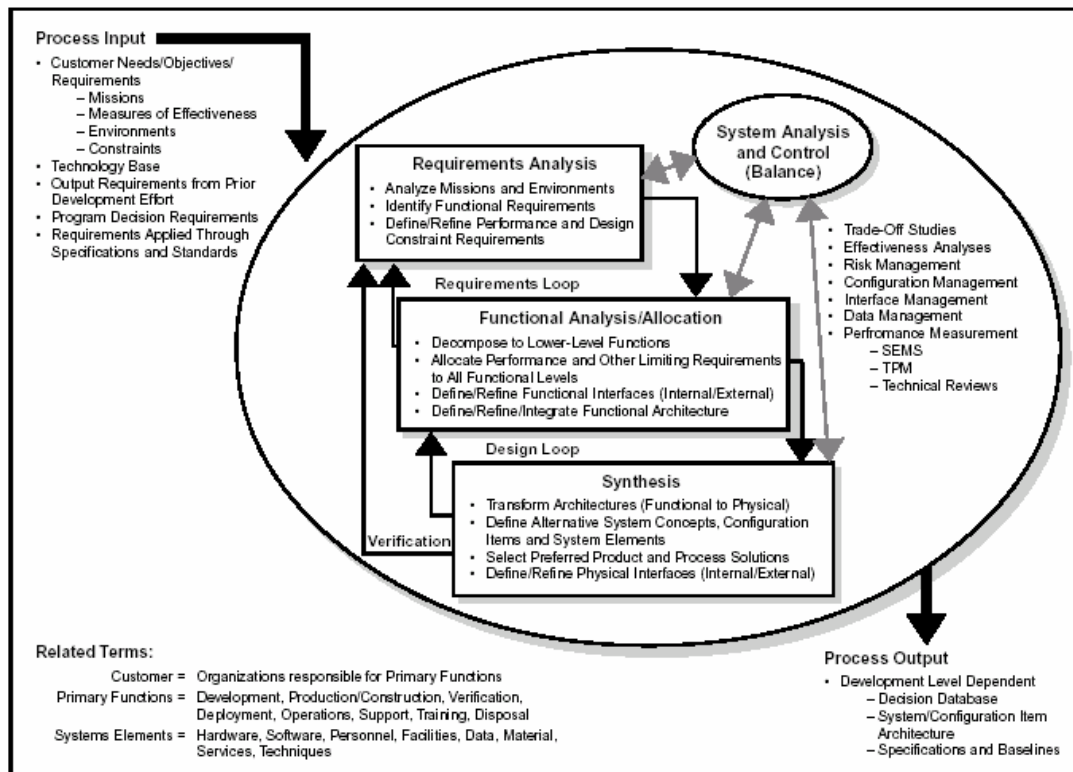 Process Input
• Customer Needs/Objectives/
Requirements
– Missions
– Measures of Effectiveness
– Environments
– Constraints
• Technology Base
• Output Requirements from Prior
Development Effort
• Program Decision Requirements
• Requirements Applied Through
Specifications and Standards
System Analysis
and Control
(Balance)
Requirements Analysis
• Analyze Missions and Environments
• Identify Functional Requirements
• Define/Refine Performance and Design
Constraint Requirements
• Trade-Off Studies
• Effectiveness Analyses
• Risk Management
• Configuration Management
• Interface Management
• Data Management
• Perfromance Measurement
– SEMS
– TPM
– Technical Reviews
Requirements Loop
Functional Analysis/Allocation
• Decompose to Lower-Level Functions
• Allocate Performance and Other Limiting Requirements
to All Functional Levels
• Define/Refine Functional Interfaces (Internal/External)
• Define/Refine/Integrate Functional Architecture
Design Loop
Synthesis
• Transform Architectures (Functional to Physical)
• Define Alternative System Concepts, Configuration
Items and System Elements
• Select Preferred Product and Process Solutions
• Define/Refine Physical Interfaces (Internal/External)
Verification
Related Terms:
Customer = Organizations responsible for Primary Functions
Primary Functions = Development, Production/Construction, Verification,
Deployment, Operations, Support, Training, Disposal
Systems Elements = Hardware, Software, Personnel, Facilities, Data, Material,
Services, Techniques
Process Output
• Development Level Dependent
– Decision Database
– System/Configuration Item
Architecture
– Specifications and Baselines